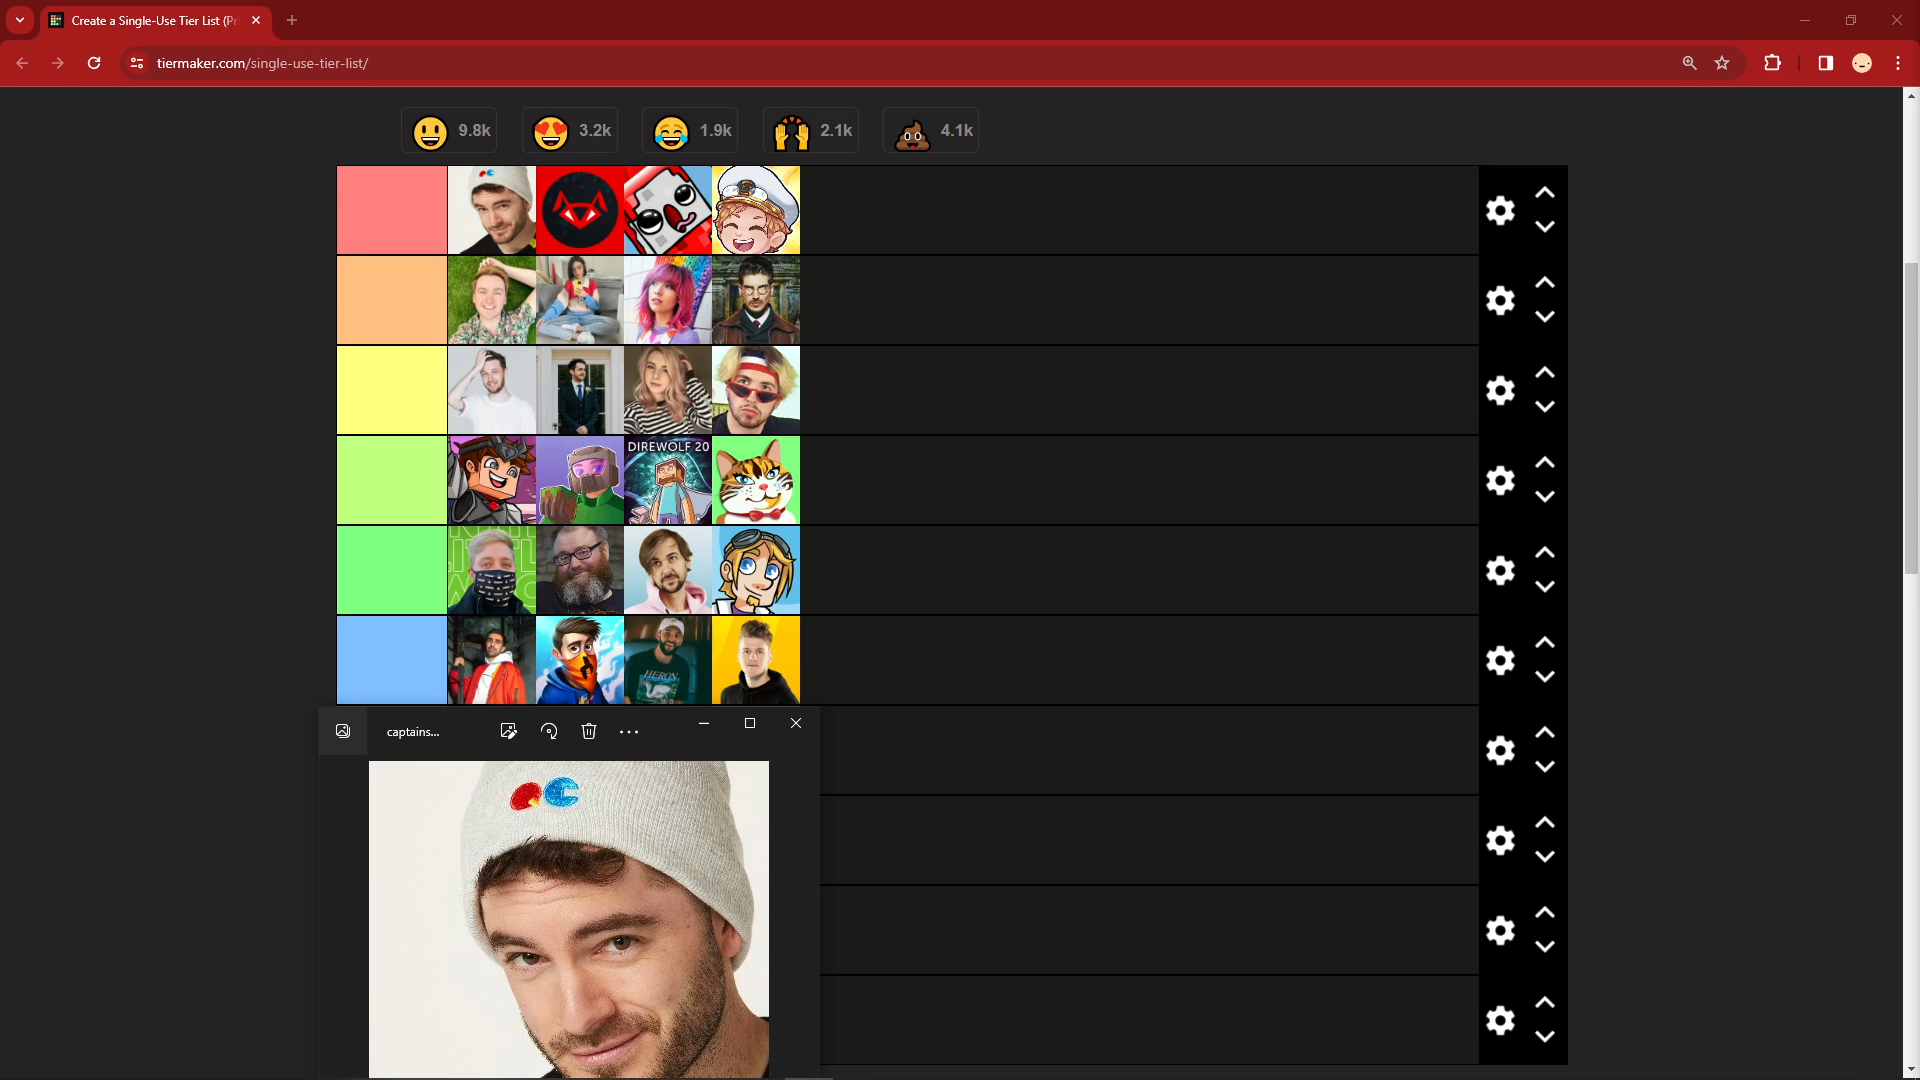 Create a Single-Use Tier List (Pr
tiermaker.com/single-use-tier-list/
9.8k
3.2k
1.9k
2.1k
4.1k
DIREWOLF 20
HERON
captains...